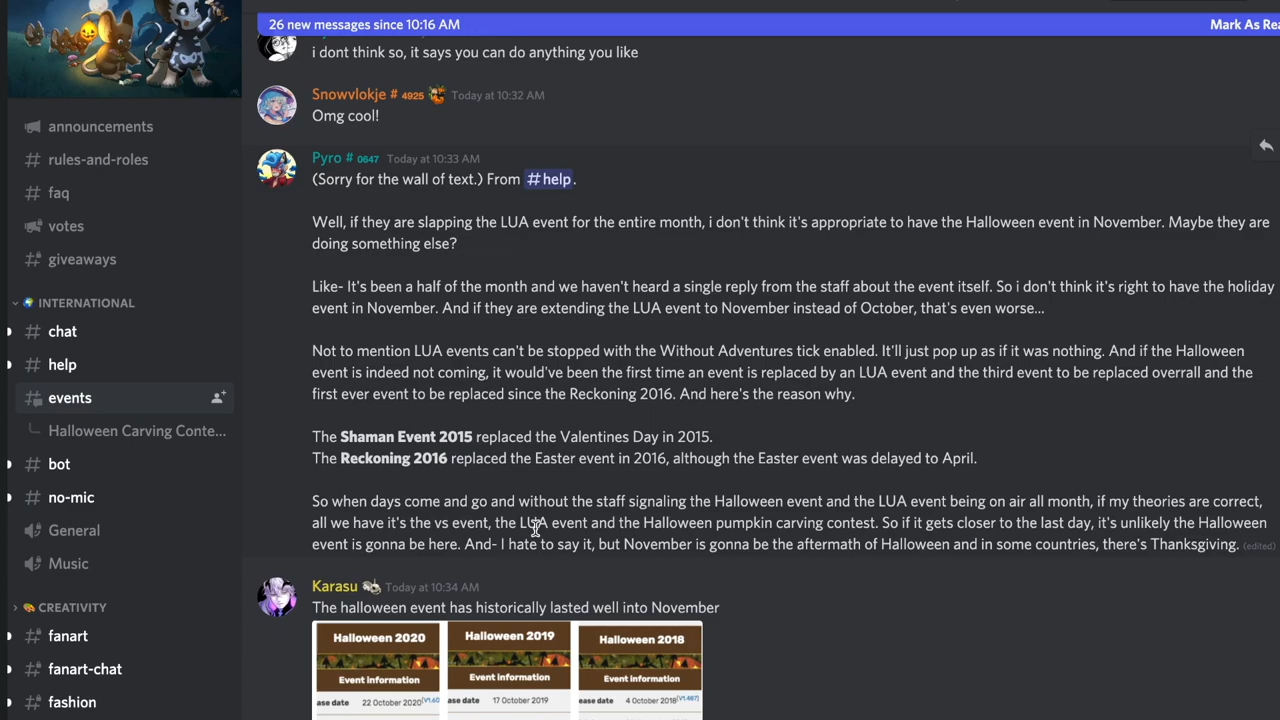 26 new messages since 10:16 AM
Mark As Rea
announcements
rules-and-roles
faq
votes
giveaways
INTERNATIONAL
chat
help
events
Halloween Carving Conte...
bot
no-mic
General
Music
CREATIVITY
fanart
fanart-chat
fashion
i dont think so, it says you can do anything you like
Snowvlokje # 4925 Today at 10:32 AM
Omg cool!
Pyro # 0647 Today at 10:33 AM
(Sorry for the wall of text.) From #help.
Well, if they are slapping the LUA event for the entire month, i don't think it's appropriate to have the Halloween event in November. Maybe they are
doing something else?
Like- It's been a half of the month and we haven't heard a single reply from the staff about the event itself. So i don't think it's right to have the holiday
event in November. And if they are extending the LUA event to November instead of October, that's even worse...
Not to mention LUA events can't be stopped with the Without Adventures tick enabled. It'll just pop up as if it was nothing. And if the Halloween
event is indeed not coming, it would've been the first time an event is replaced by an LUA event and the third event to be replaced overrall and the
first ever event to be replaced since the Reckoning 2016. And here's the reason why.
The Shaman Event 2015 replaced the Valentines Day in 2015.
The Reckoning 2016 replaced the Easter event in 2016, although the Easter event was delayed to April.
So when days come and go and without the staff signaling the Halloween event and the LUA event being on air all month, if my theories are correct,
all we have it's the vs event, the LUA event and the Halloween pumpkin carving contest. So if it gets closer to the last day, it's unlikely the Halloween
event is gonna be here. And- I hate to say it, but November is gonna be the aftermath of Halloween and in some countries, there's Thanksgiving. (edited)
Karasu Today at 10:34 AM
The halloween event has historically lasted well into November
Halloween 2020 Halloween 2019 Halloween 2018
Event information Event information Event information
ase date 22 October 2020 ase date 17 October 2019 ease date 4 October 2018